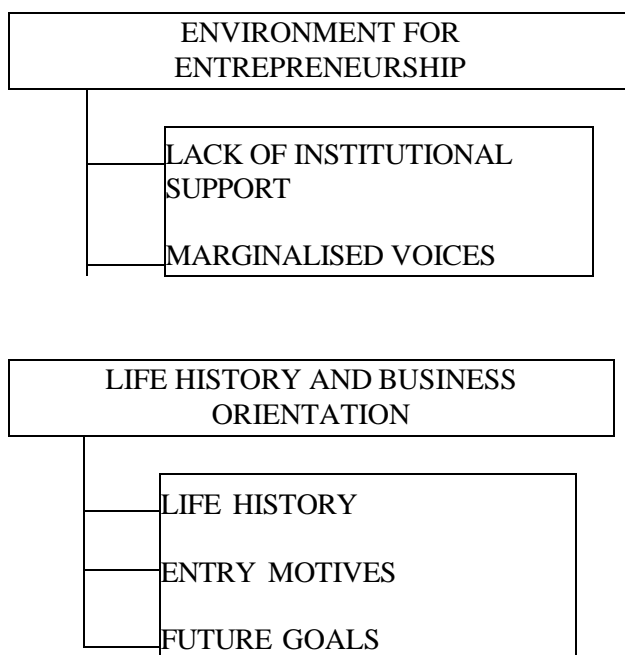 ENVIRONMENT FOR
ENTREPRENEURSHIP
LACK OF INSTITUTIONAL
SUPPORT
MARGINALISED VOICES
LIFE HISTORY AND BUSINESS
ORIENTATION
LIFE HISTORY
ENTRY MOTIVES
FUTURE GOALS